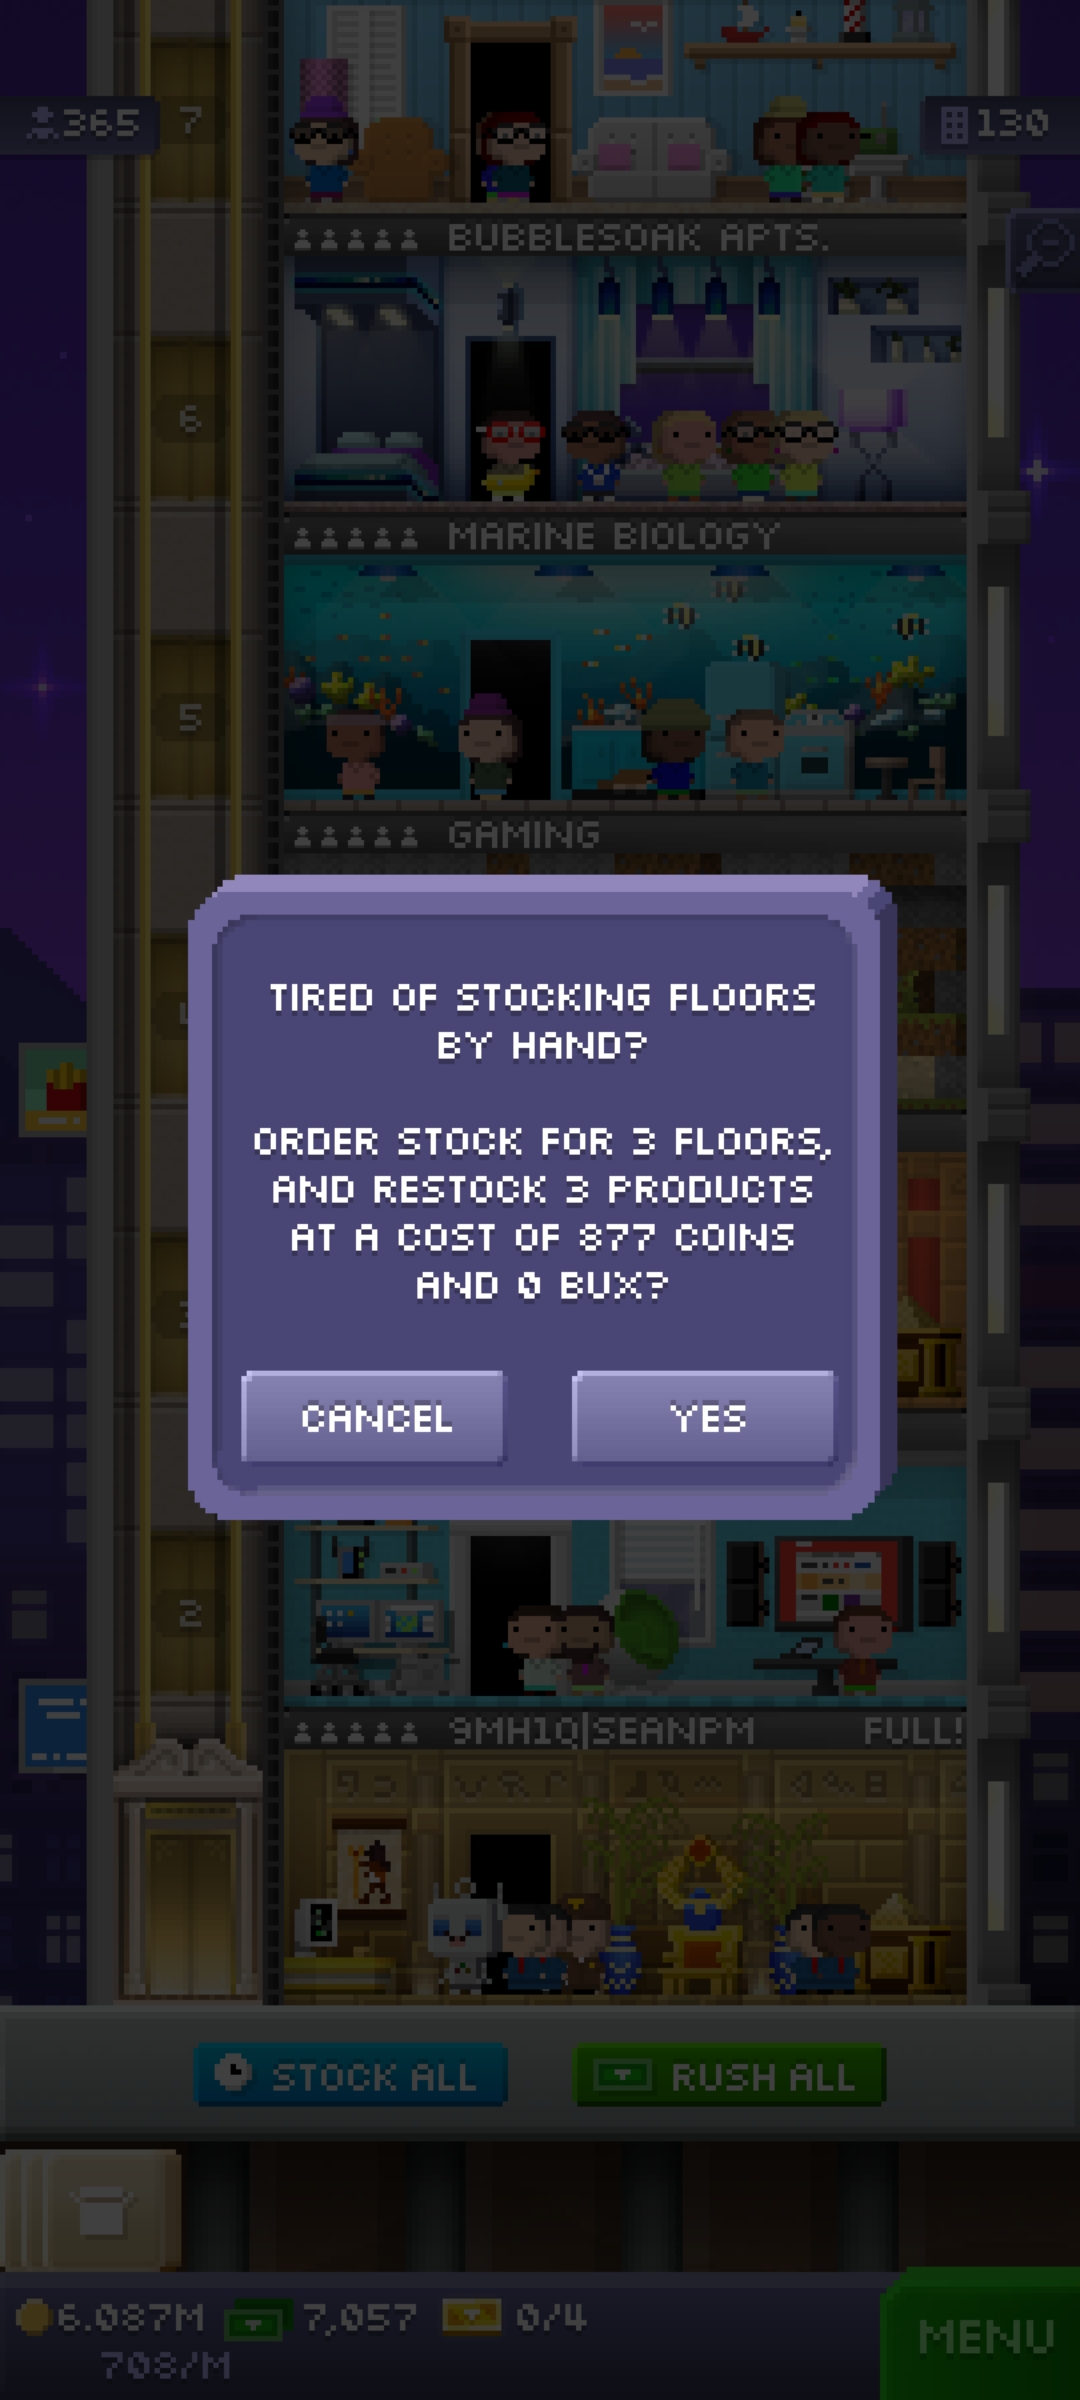 365
7
130
BUBBLESOAK APTS.
6
MARINE BIOLOGY
5
GAMING
TIRED OF STOCKING FLOORS
BY HAND?
ORDER STOCK FOR 3 FLOORS,
AND RESTOCK 3 PRODUCTS
AT A COST OF 877 COINS
AND 0 BUX?
CANCEL
YES
2
9MH1Q|SEANPM
FULL!
STOCK ALL
RUSH ALL
6.087M
7,057
0/4
MENU
708/M